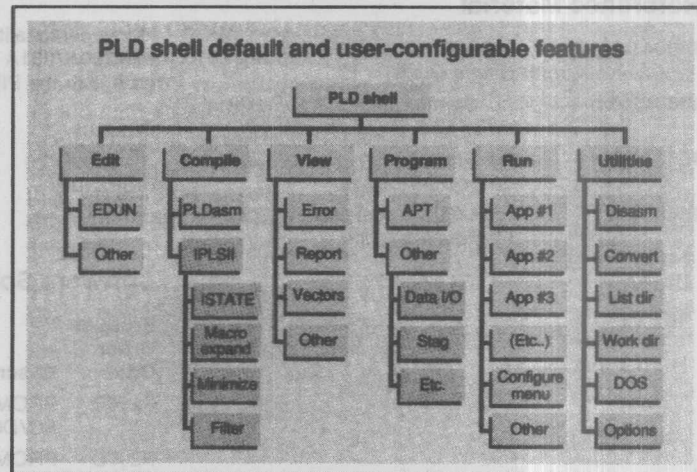 PLD shell default and user-configurable features
PLD shell
Edit
EDUN
Other
Compile
PLDasm
IPLSII
ISTATE
Macro
expand
Minimize
Filter
View
Error
Report
Vectors
Other
Program
APT
Other
Data I/O
Stag
Etc.
Run
App #1
App #2
App #3
(Etc..)
Configure
menu
Other
Utilities
Disasm
Convert
List dir
Work dir
DOS
Options